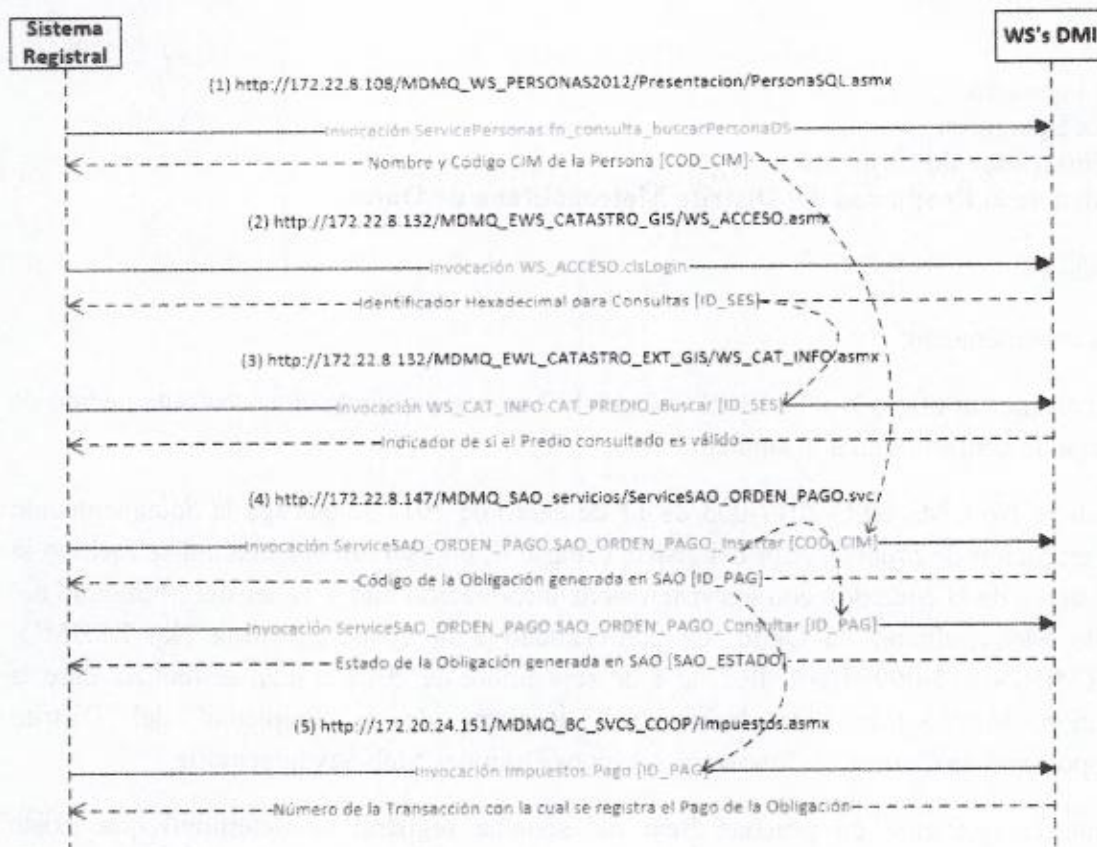 Sistema
Registral
WS's DMI
(1) http://172.22.8.108/MDMQ_WS_PERSONAS2012/Presentacion/PersonaSQL.asmx
Invocación ServicePersonas.fn_consulta_buscarPersonaDS
Nombre y Código CIM de la Persona [COD_CIM]
(2) http://172.22.8.132/MDMQ_EWS_CATASTRO_GIS/WS_ACCESO.asmx
Invocación WS_ACCESO.clsLogin
Identificador Hexadecimal para Consultas [ID_SES]
(3) http://172.22.8.132/MDMQ_EWL_CATASTRO_EXT_GIS/WS_CAT_INFO.asmx
Invocación WS_CAT_INFO.CAT_PREDIO_Buscar [ID_SES]
Indicador de si el Predio consultado es válido
(4) http://172.22.8.147/MDMQ_SAO_servicios/ServiceSAO_ORDEN_PAGO.svc
Invocación ServiceSAO_ORDEN_PAGO.SAO_ORDEN_PAGO_Insertar [COD_CIM]
Código de la Obligación generada en SAO [ID_PAG]
Invocación ServiceSAO_ORDEN_PAGO.SAO_ORDEN_PAGO_Consultar [ID_PAG]
Estado de la Obligación generada en SAO [SAO_ESTADO]
(5) http://172.20.24.151/MDMQ_BC_SVCS_COOP/Impuestos.asmx
Invocación Impuestos.Pago [ID_PAG]
Número de la Transacción con la cual se registra el Pago de la Obligación